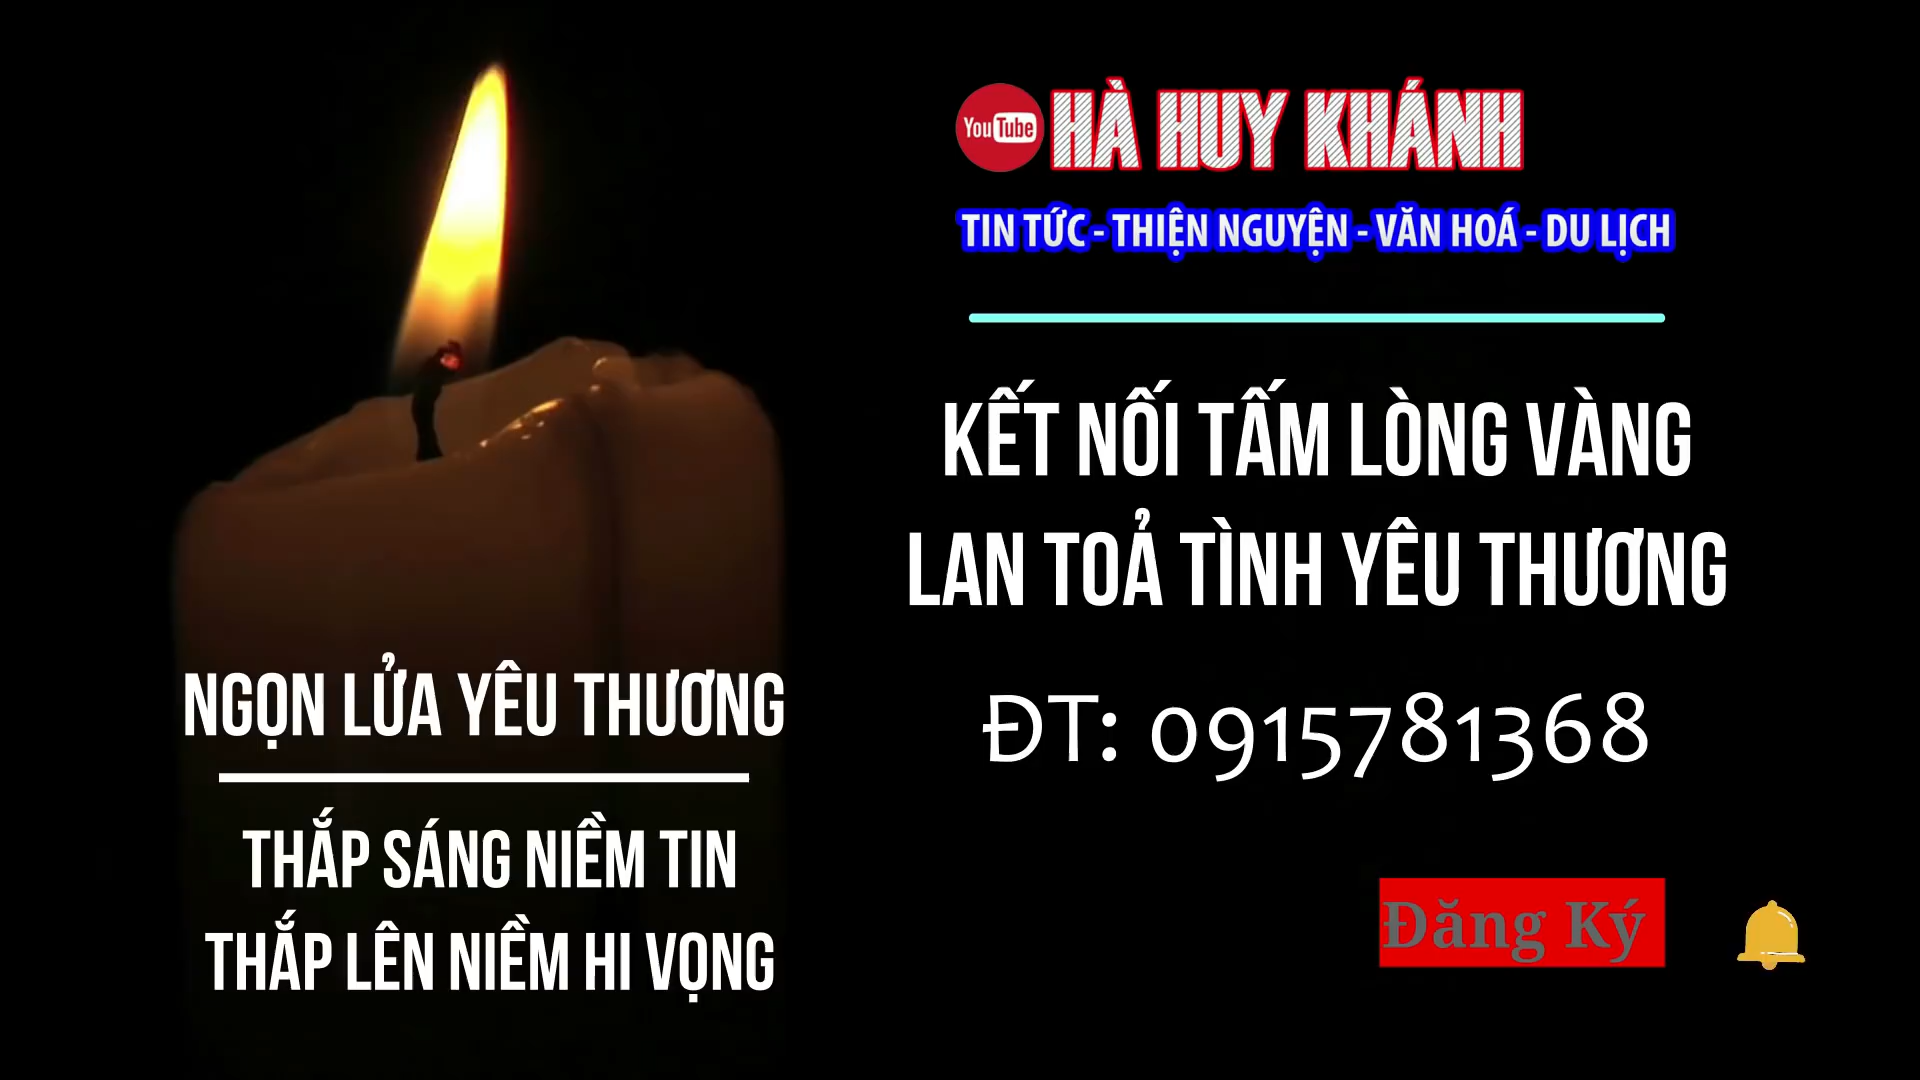 YouTube HÀ HUY KHÁNH
TIN TỨC - THIỆN NGUYỆN - VĂN HOÁ - DU LỊCH
KẾT NỐI TẤM LÒNG VÀNG
LAN TOẢ TÌNH YÊU THƯƠNG
ĐT: 0915781368
Đăng Ký
NGỌN LỬA YÊU THƯƠNG
THẮP SÁNG NIỀM TIN
THẮP LÊN NIỀM HI VỌNG